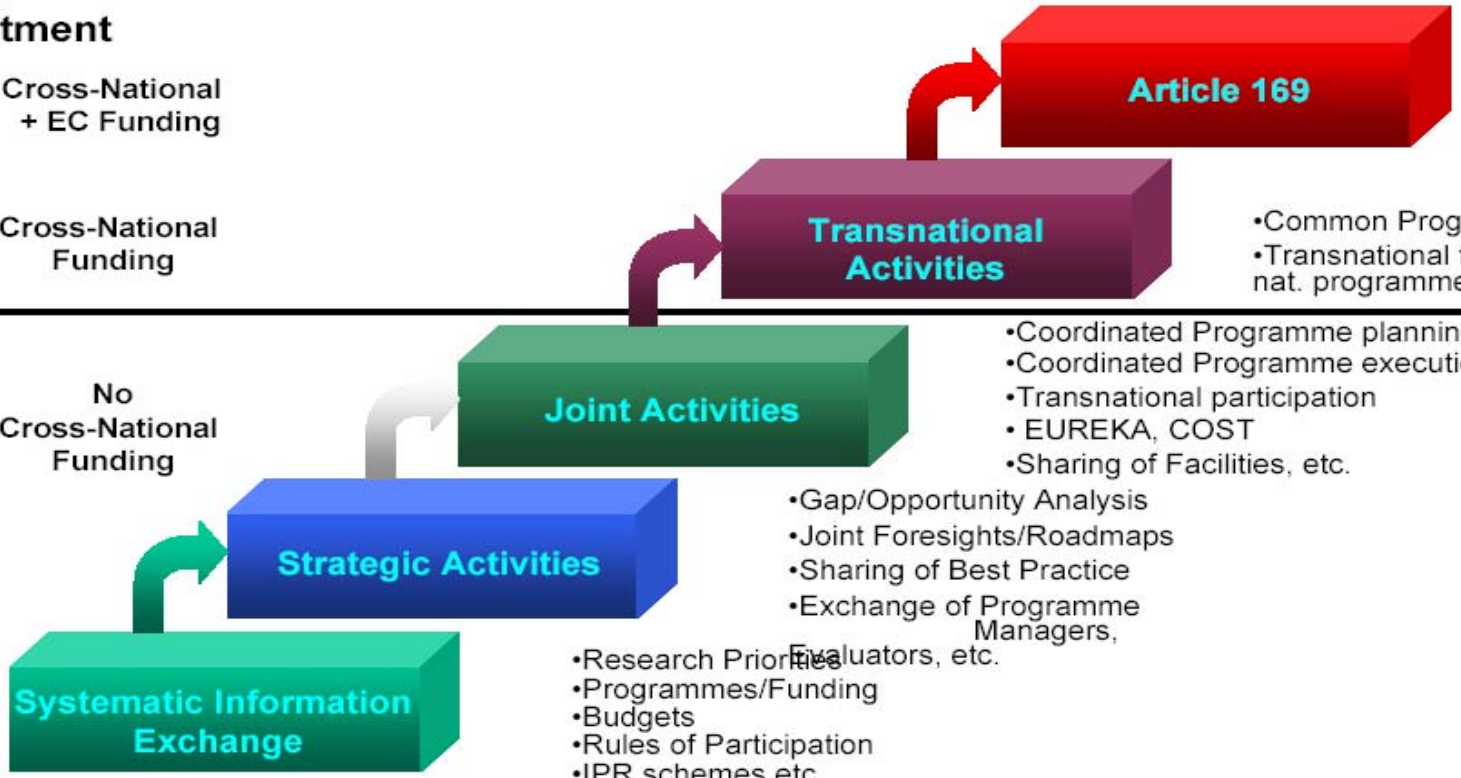 tment
Cross-National
+ EC Funding
Article 169
Cross-National
Funding
Transnational
Activities
•Common Prog
•Transnational f
nat. programme
No
Cross-National
Funding
Joint Activities
•Coordinated Programme plannin
•Coordinated Programme executi
•Transnational participation
• EUREKA, COST
•Sharing of Facilities, etc.
Strategic Activities
•Gap/Opportunity Analysis
•Joint Foresights/Roadmaps
•Sharing of Best Practice
•Exchange of Programme
Managers,
Evaluators, etc.
Systematic Information
Exchange
•Research Priorities
•Programmes/Funding
•Budgets
•Rules of Participation
•IPR schemes etc